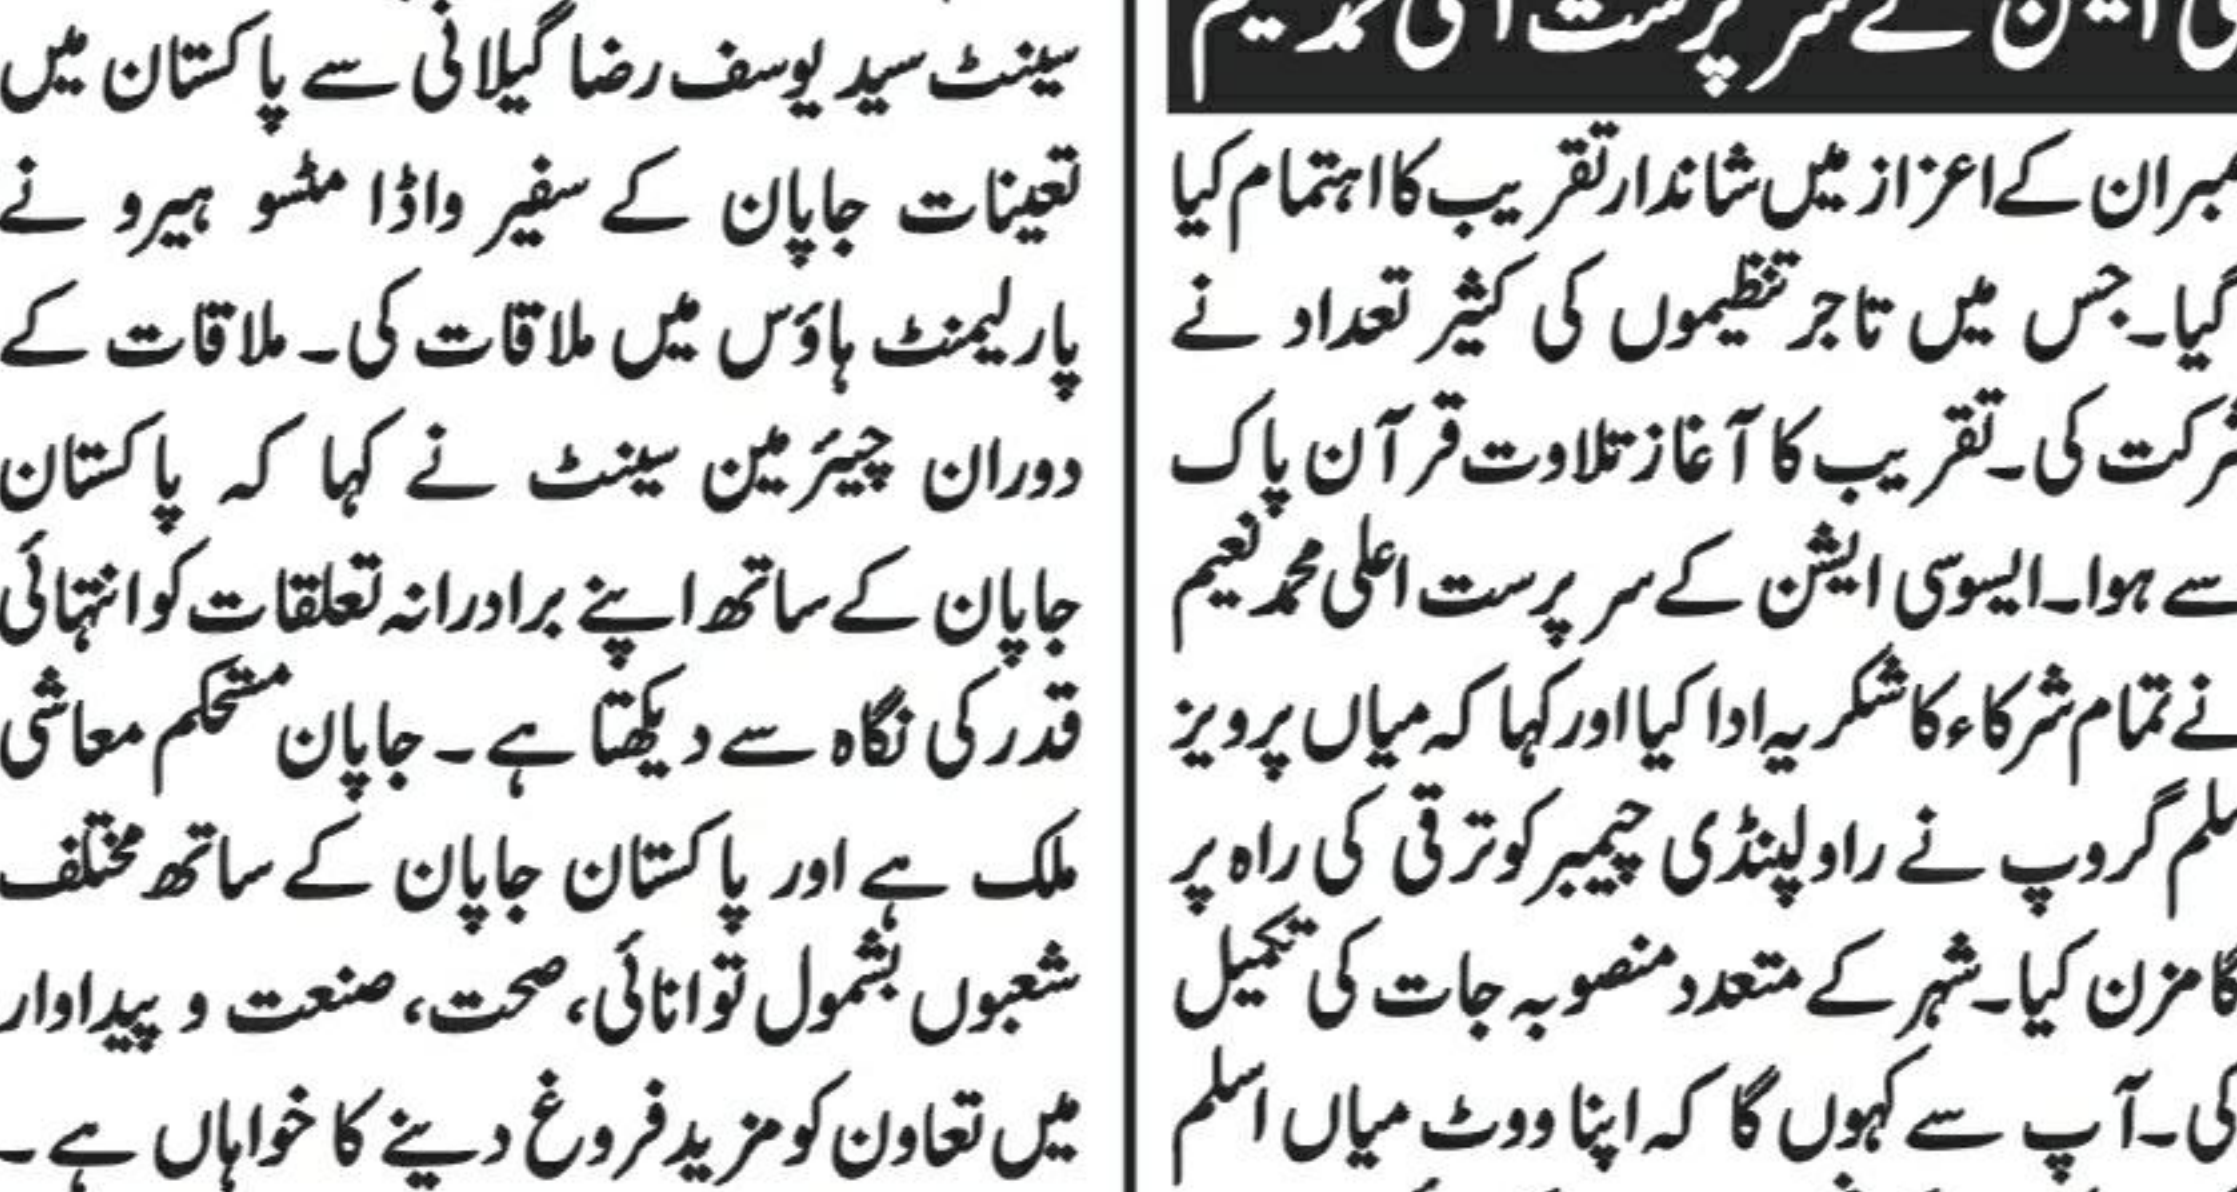 ایشن کے سرپرست اعلی محمد نعیم
ممبران کے اعزاز میں شاندار تقریب کا اہتمام کیا
گیا۔ جس میں تاجر تنظیموں کی کثیر تعداد نے
شرکت کی۔ تقریب کا آغاز تلاوت قرآن پاک
سے ہوا۔ ایسوسی ایشن کے سرپرست اعلی محمد نعیم
نے تمام شرکاء کا شکریہ ادا کیا اور کہا کہ میاں پرویز
اسلم گروپ نے راولپنڈی چیمبر کو ترقی کی راہ پر
گامزن کیا۔ شہر کے متعدد منصوبہ جات کی تکمیل
کی۔ آپ سے کہوں گا کہ اپنا ووٹ میاں اسلم
سینٹ سید یوسف رضا گیلانی سے پاکستان میں
تعینات جاپان کے سفیر واڈا مٹسو ہیرو نے
پارلیمنٹ ہاؤس میں ملاقات کی۔ ملاقات کے
دوران چیئرمین سینٹ نے کہا کہ پاکستان
جاپان کے ساتھ اپنے برادرانہ تعلقات کو انتہائی
قدر کی نگاہ سے دیکھتا ہے۔ جاپان مستحکم معاشی
ملک ہے اور پاکستان جاپان کے ساتھ مختلف
شعبوں بشمول توانائی، صحت، صنعت و پیداوار
میں تعاون کو مزید فروغ دینے کا خواہاں ہے۔